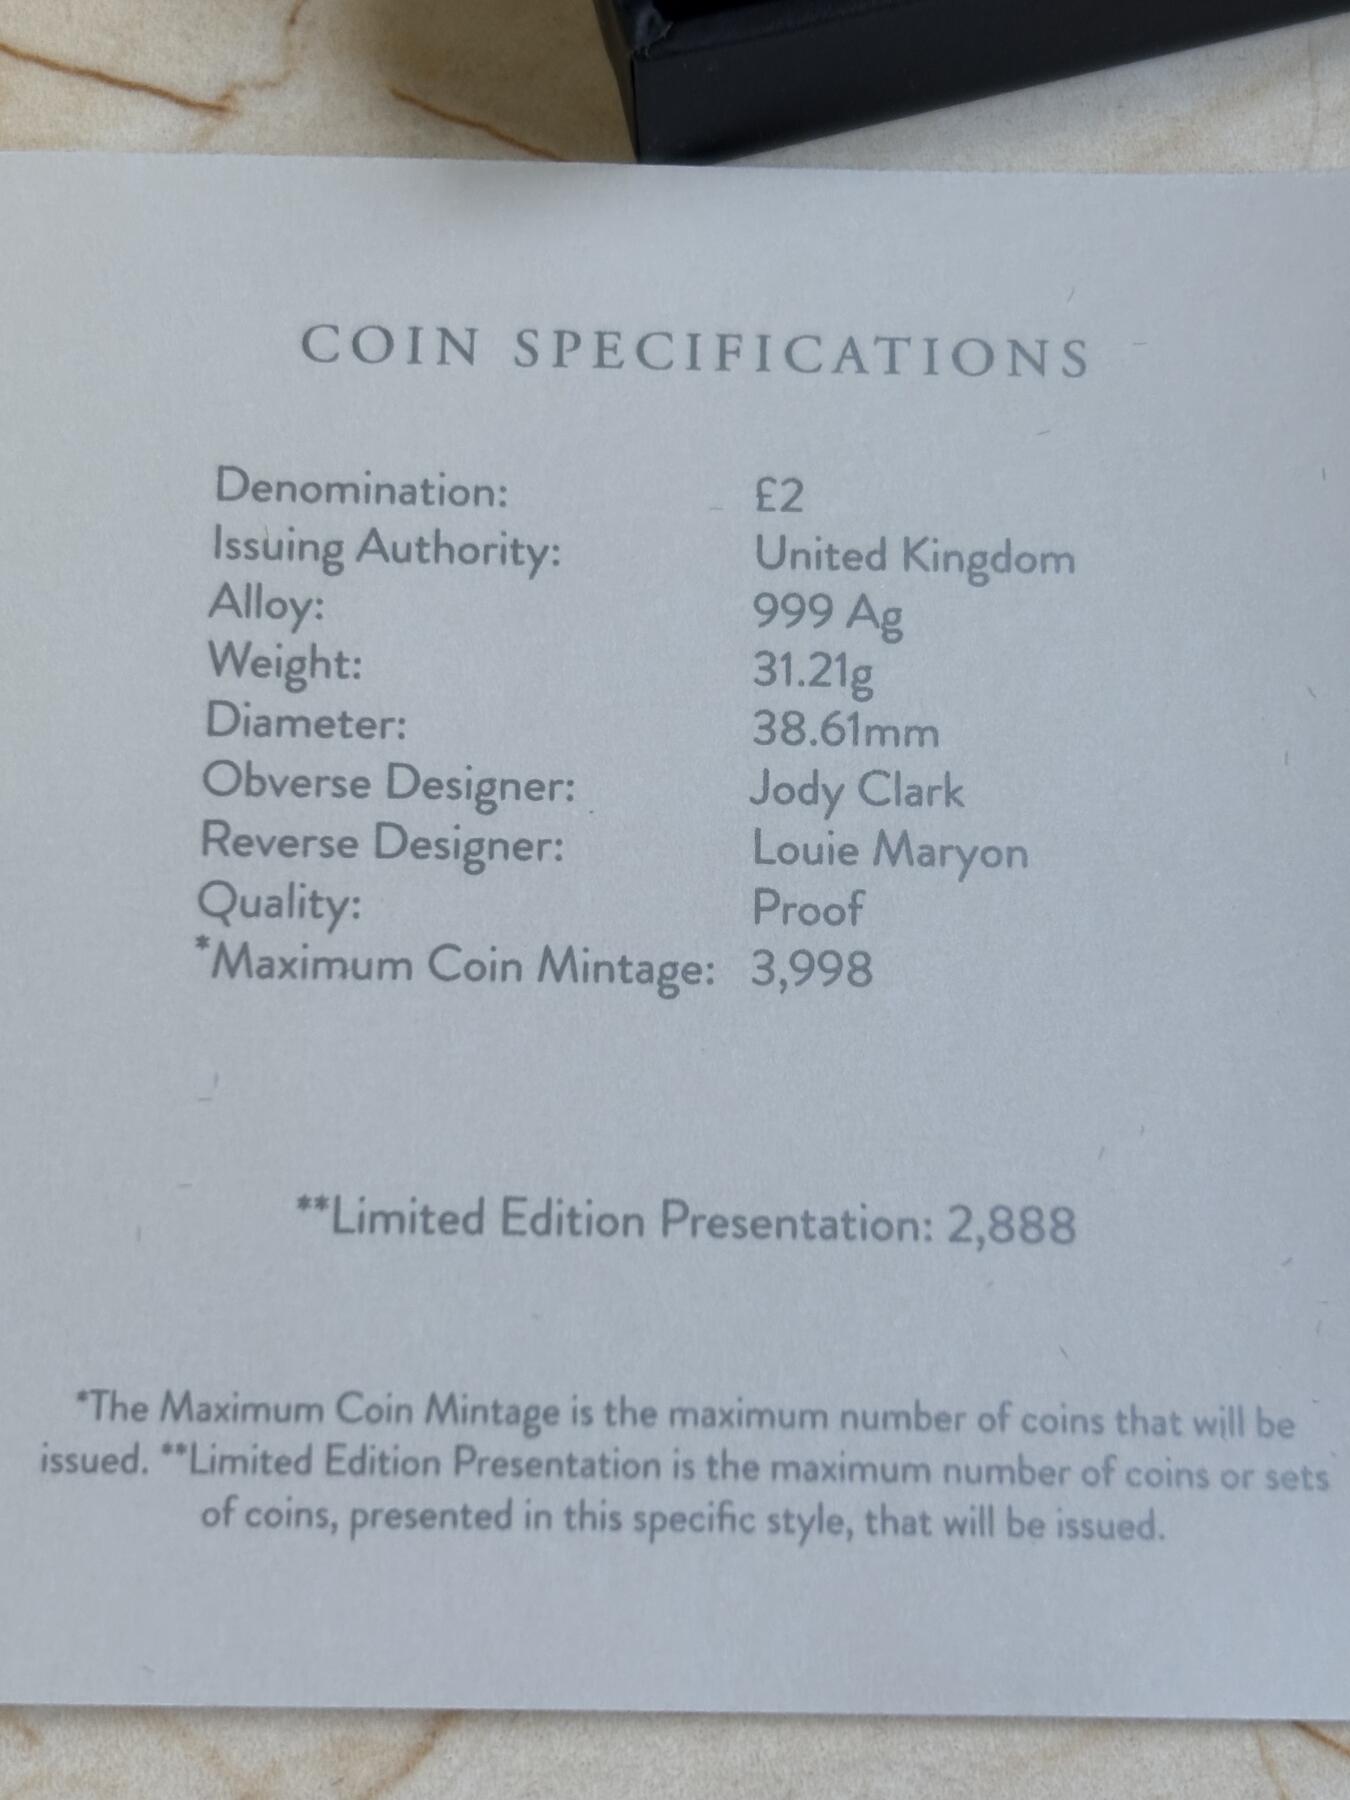 COIN SPECIFICATIONS
Denomination: £2
Issuing Authority: United Kingdom
Alloy: 999 Ag
Weight: 31.21g
Diameter: 38.61mm
Obverse Designer: Jody Clark
Reverse Designer: Louie Maryon
Quality: Proof
*Maximum Coin Mintage: 3,998
**Limited Edition Presentation: 2,888
*The Maximum Coin Mintage is the maximum number of coins that will be
issued. **Limited Edition Presentation is the maximum number of coins or sets
of coins, presented in this specific style, that will be issued.